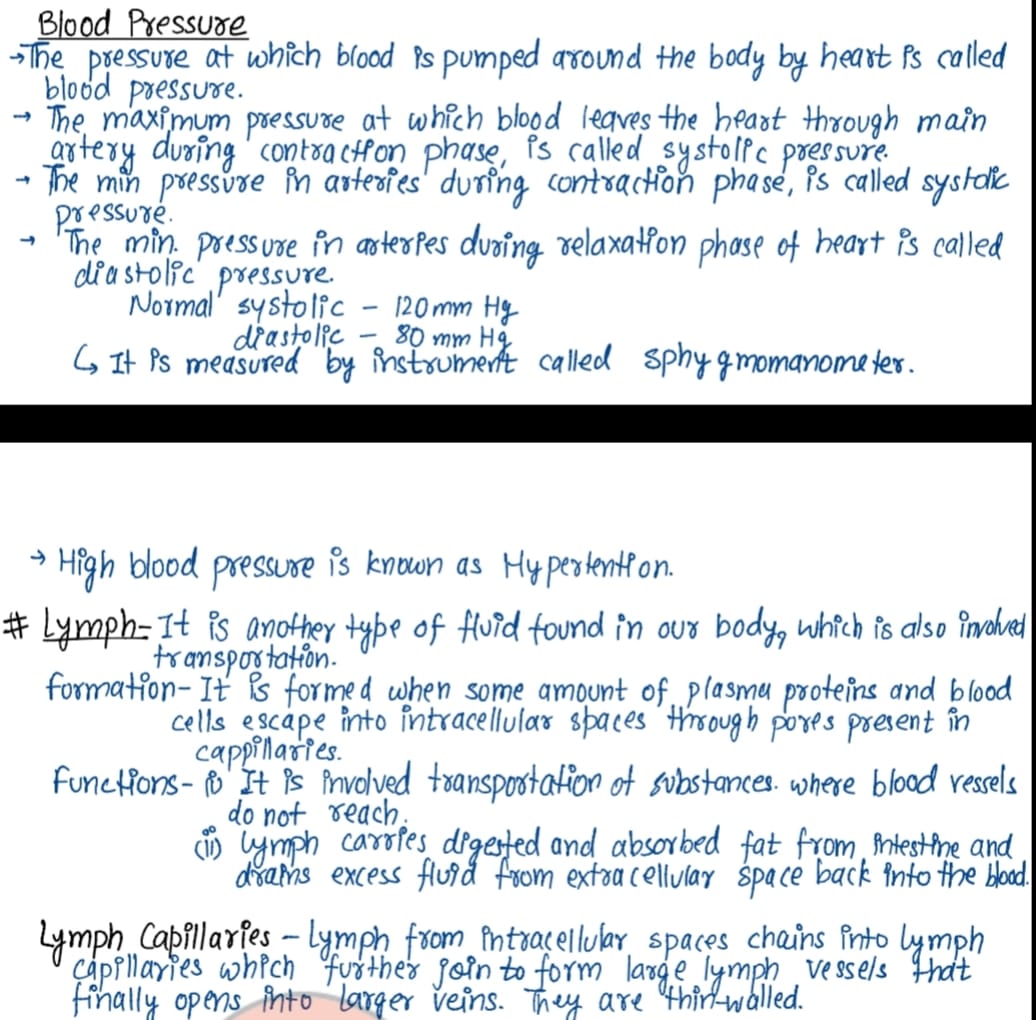 Blood Pressure
→The pressure at which blood is pumped around the body by heart is called
blood pressure.
→ The maximum pressure at which blood leaves the heart through main
artery during contraction phase, is called systolic pressure.
→ The min pressure in arteries during contraction phase, is called systolic
pressure.
→ The min. pressure in arteries during relaxation phase of heart is called
diastolic pressure.
Normal systolic - 120 mm Hg
diastolic - 80 mm Hg
↳ It is measured by instrument called sphygmomanometer.
→ High blood pressure is known as Hypertention.
# Lymph- It is another type of fluid found in our body, which is also involved
transportation.
formation- It is formed when some amount of plasma proteins and blood
cells escape into intracellular spaces through pores present in
cappillaries.
functions- (i) It is involved transportation of substances. where blood vessels
do not reach.
(ii) lymph carries digested and absorbed fat from intestine and
drains excess fluid from extracellular space back into the blood.
Lymph Capillaries - Lymph from intracellular spaces chains into lymph
capillaries which further join to form large lymph vessels that
finally opens into larger veins. They are thin-walled.